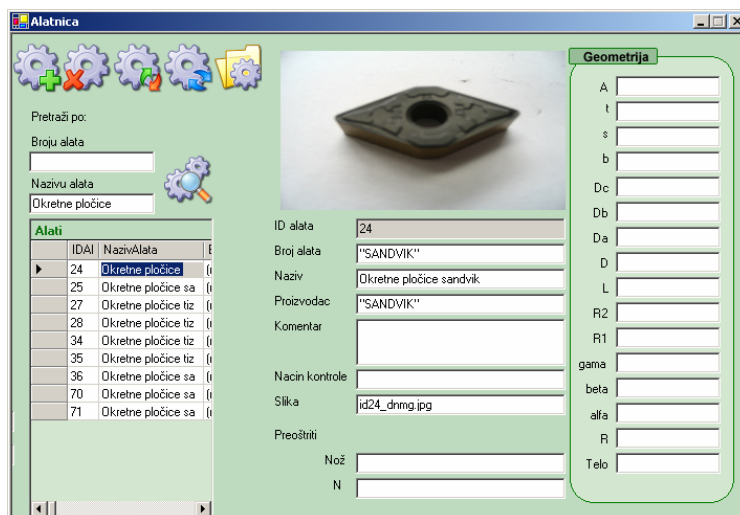 Alatnica
Pretraži po:
Broju alata
Nazivu alata
Okretne pločice
Alati
IDAI NazivAlata
24 Okretne pločice
25 Okretne pločice sa
27 Okretne pločice tiz
28 Okretne pločice tiz
34 Okretne pločice tiz
35 Okretne pločice tiz
36 Okretne pločice sa
70 Okretne pločice sa
71 Okretne pločice sa
ID alata 24
Broj alata "SANDVIK"
Naziv Okretne pločice sandvik
Proizvodac "SANDVIK"
Komentar
Nacin kontrole
Slika id24_dnmg.jpg
Preoštriti
Nož
N
Geometrija
A
t
s
b
Dc
Db
Da
D
L
R2
R1
gama
beta
alfa
R
Telo